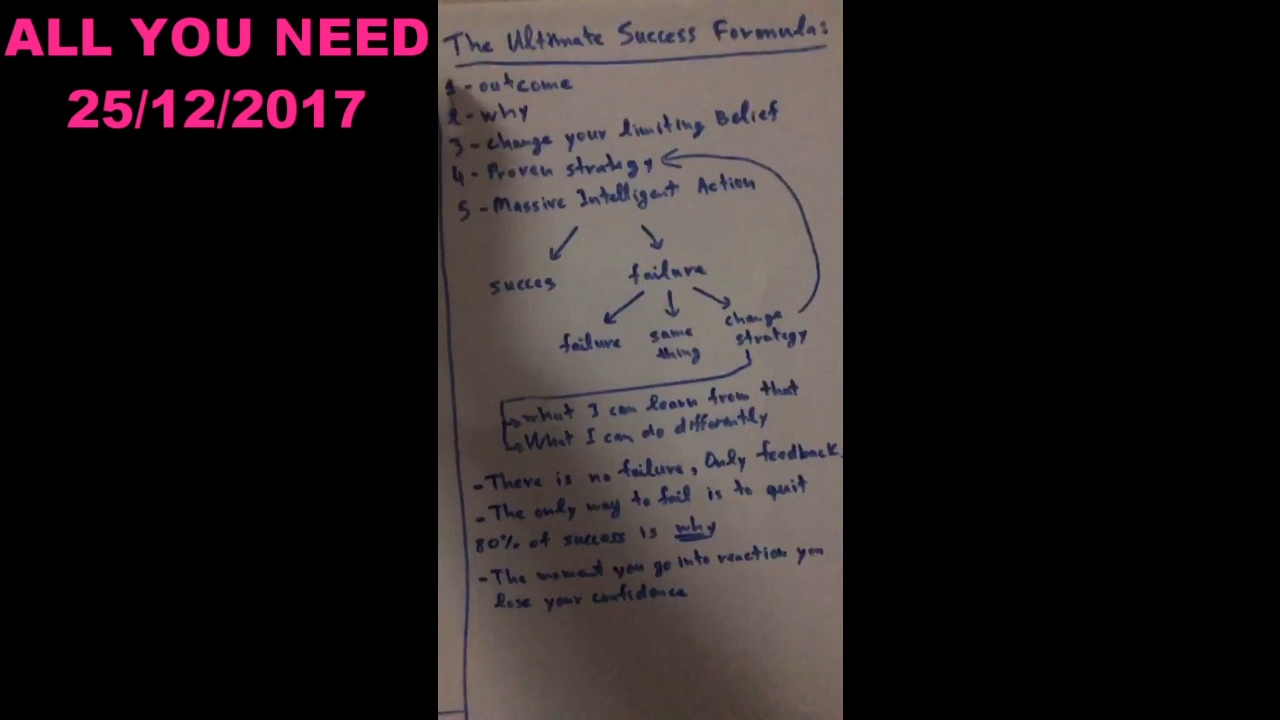 ALL YOU NEED
25/12/2017
The Ultimate Success Formula:
1 - outcome
2 - why
3 - change your limiting Belief
4 - Proven strategy
5 - Massive Intelligent Action
succes
failure
failure
same
thing
change
strategy
what I can learn from that
What I can do differently
- There is no failure, Only feedback.
- The only way to fail is to quit
80% of success is why
- The moment you go into reaction you
lose your confidence